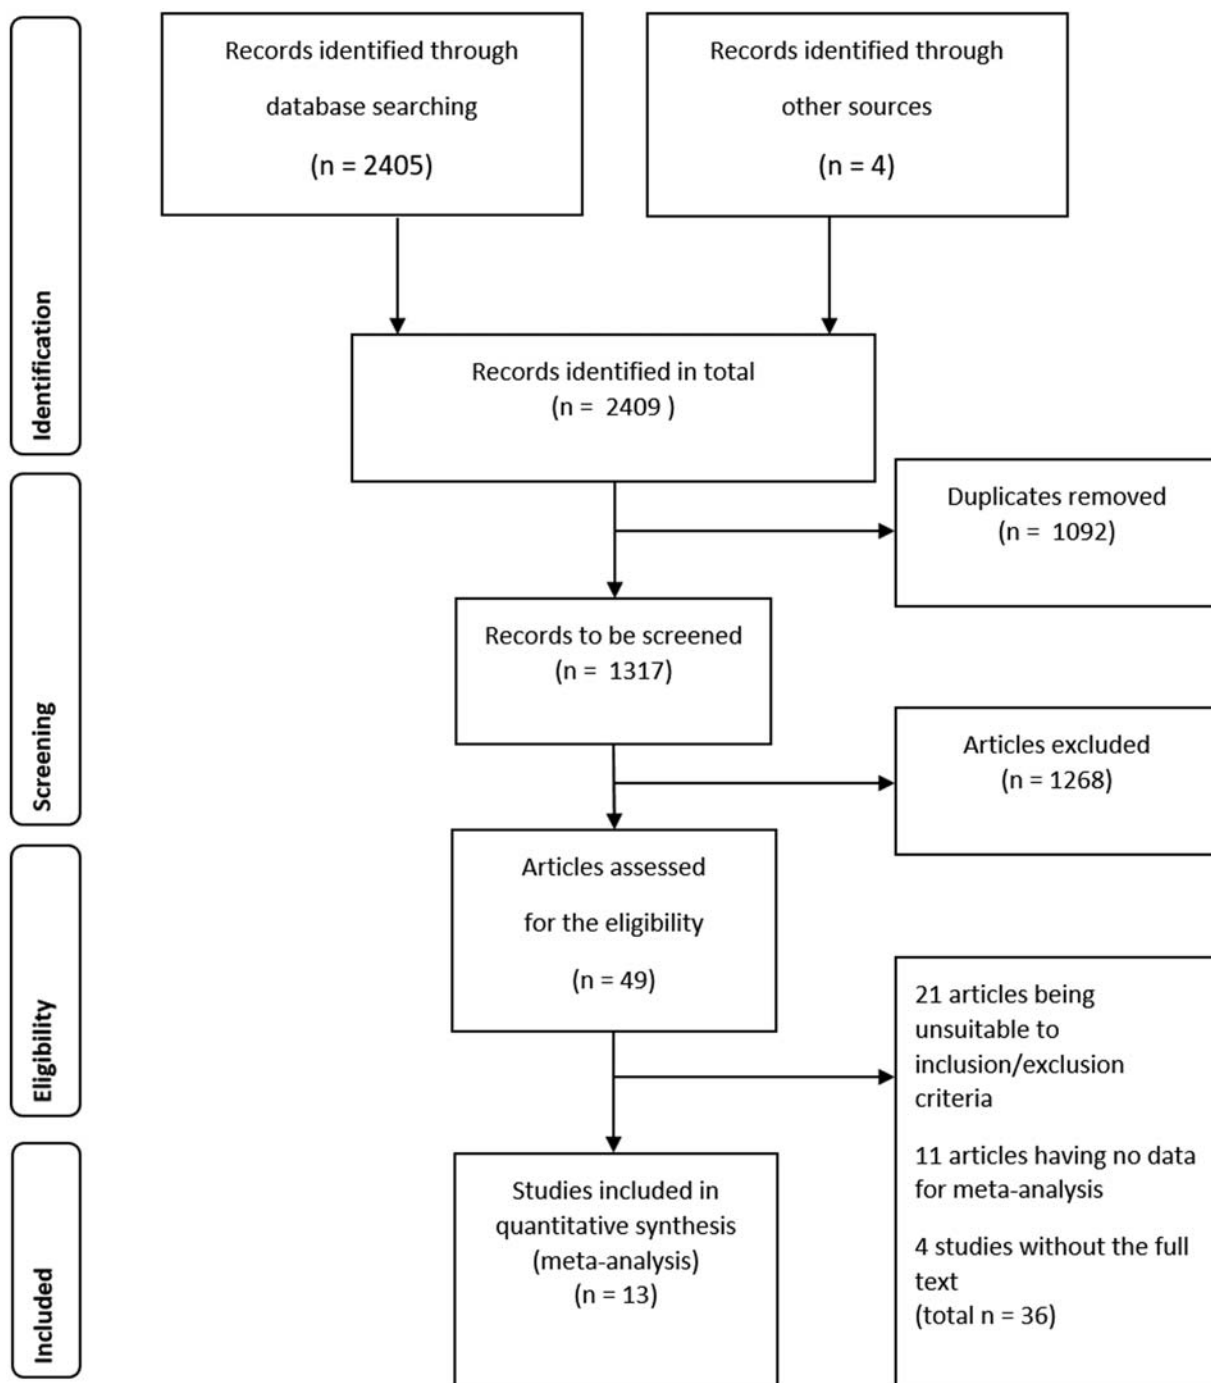 Identification
Records identified through
database searching
(n = 2405)
Records identified through
other sources
(n = 4)
Records identified in total
(n = 2409 )
Screening
Duplicates removed
(n = 1092)
Records to be screened
(n = 1317)
Articles excluded
(n = 1268)
Eligibility
Articles assessed
for the eligibility
(n = 49)
21 articles being
unsuitable to
inclusion/exclusion
criteria
11 articles having no data
for meta-analysis
4 studies without the full
text
(total n = 36)
Included
Studies included in
quantitative synthesis
(meta-analysis)
(n = 13)